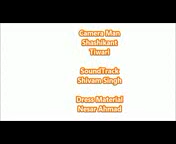 Camera Man
Shashikant
Tiwari
SoundTrack
Shivam Singh
Dress Material
Nesar Ahmad